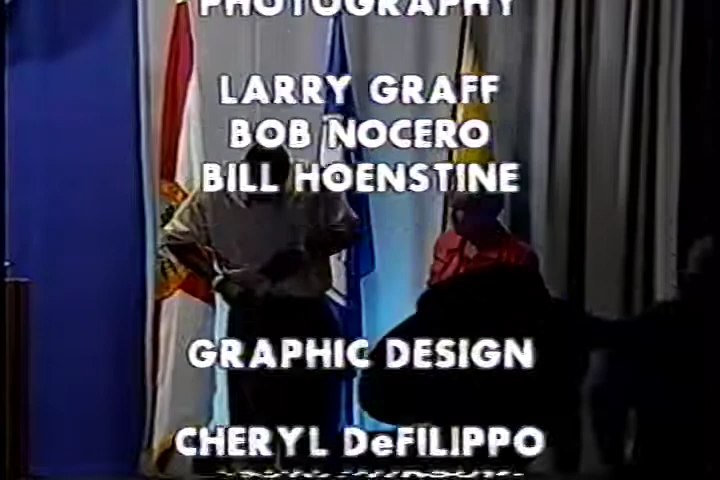 PHOTOGRAPHY
LARRY GRAFF
BOB NOCERO
BILL HOENSTINE
GRAPHIC DESIGN
CHERYL DeFILIPPO